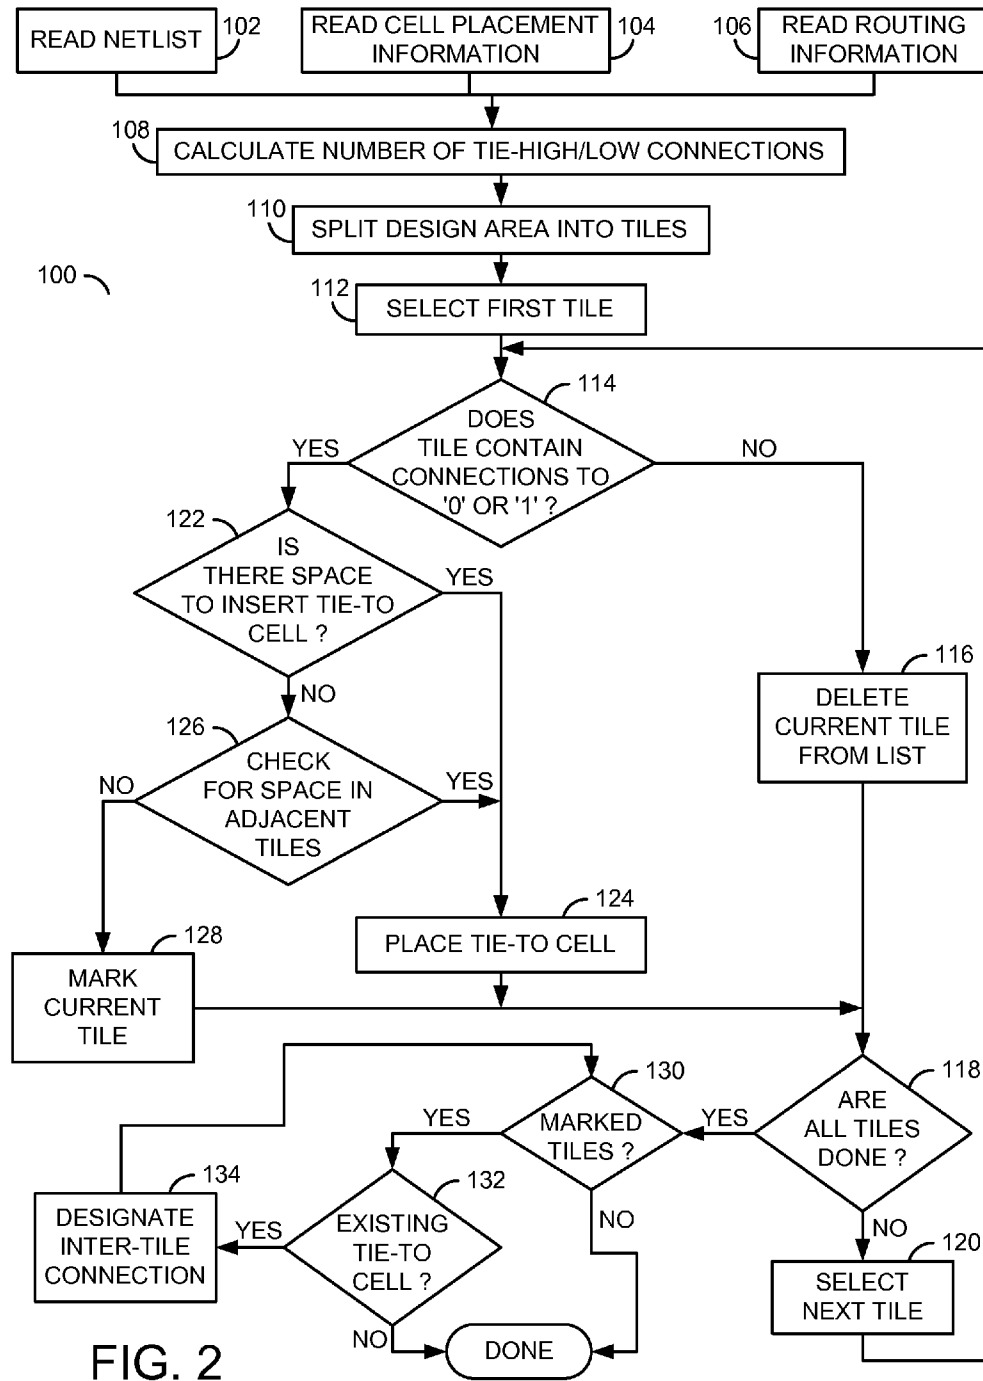 READ NETLIST
102
READ CELL PLACEMENT
INFORMATION
104
106
READ ROUTING
INFORMATION
108
CALCULATE NUMBER OF TIE-HIGH/LOW CONNECTIONS
110
SPLIT DESIGN AREA INTO TILES
100
112
SELECT FIRST TILE
114
DOES
TILE CONTAIN
CONNECTIONS TO
'0' OR '1' ?
YES
NO
122
IS
THERE SPACE
TO INSERT TIE-TO
CELL ?
YES
NO
116
DELETE
CURRENT TILE
FROM LIST
126
CHECK
FOR SPACE IN
ADJACENT
TILES
NO
YES
124
PLACE TIE-TO CELL
128
MARK
CURRENT
TILE
118
ARE
ALL TILES
DONE ?
YES
NO
130
MARKED
TILES ?
YES
NO
132
EXISTING
TIE-TO
CELL ?
YES
NO
134
DESIGNATE
INTER-TILE
CONNECTION
120
SELECT
NEXT TILE
DONE
FIG. 2